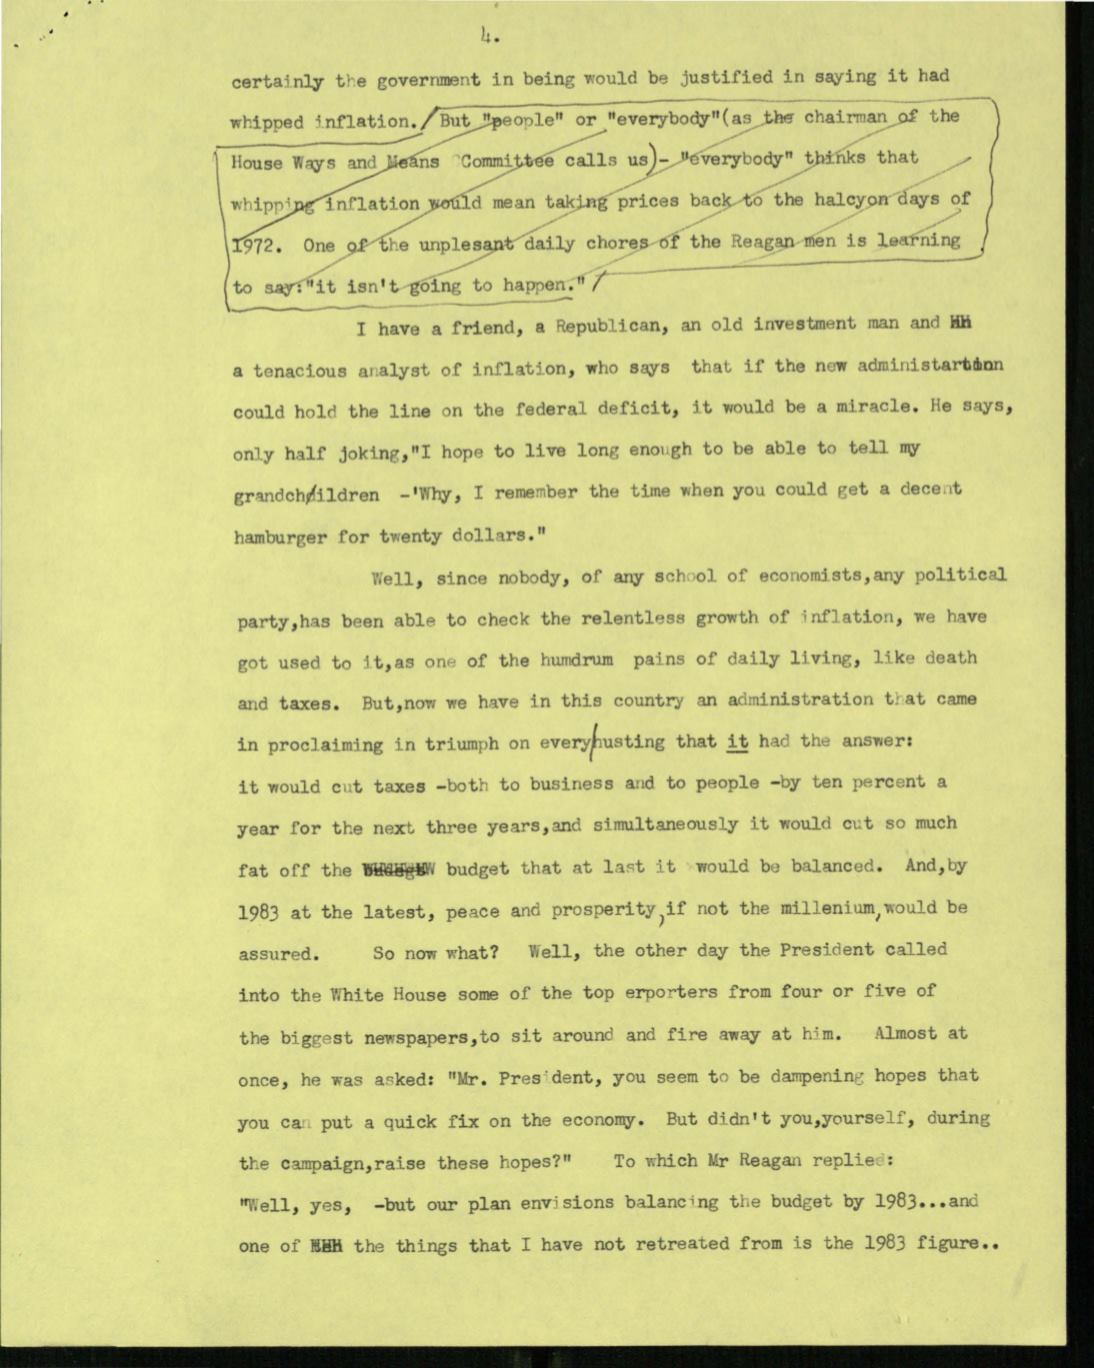 4.
certainly the government in being would be justified in saying it had
whipped inflation. / But "people" or "everybody"(as the chairman of the
House Ways and Means Committee calls us)- "everybody" thinks that
whipping inflation would mean taking prices back to the halcyon days of
1972. One of the unplesant daily chores of the Reagan men is learning
to say:"it isn't going to happen." /
I have a friend, a Republican, an old investment man and
a tenacious analyst of inflation, who says that if the new administartion
could hold the line on the federal deficit, it would be a miracle. He says,
only half joking,"I hope to live long enough to be able to tell my
grandchildren -'Why, I remember the time when you could get a decent
hamburger for twenty dollars."
Well, since nobody, of any school of economists,any political
party,has been able to check the relentless growth of inflation, we have
got used to it,as one of the humdrum pains of daily living, like death
and taxes. But,now we have in this country an administration that came
in proclaiming in triumph on every/husting that it had the answer:
it would cut taxes -both to business and to people -by ten percent a
year for the next three years,and simultaneously it would cut so much
fat off the budget that at last it would be balanced. And,by
1983 at the latest, peace and prosperity,if not the millenium,would be
assured. So now what? Well, the other day the President called
into the White House some of the top erporters from four or five of
the biggest newspapers,to sit around and fire away at him. Almost at
once, he was asked: "Mr. President, you seem to be dampening hopes that
you can put a quick fix on the economy. But didn't you,yourself, during
the campaign,raise these hopes?" To which Mr Reagan replied:
"Well, yes, -but our plan envisions balancing the budget by 1983...and
one of the things that I have not retreated from is the 1983 figure..